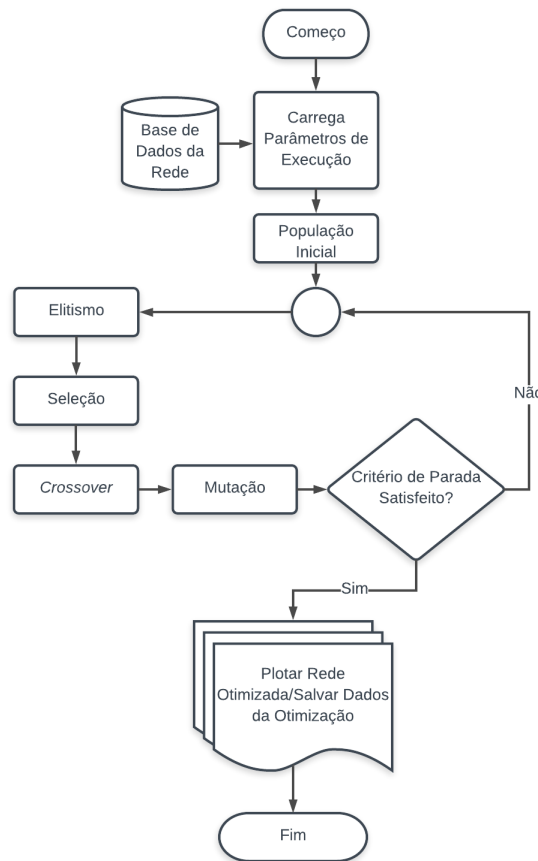 Começo
Base de
Dados da
Rede
Carrega
Parâmetros de
Execução
População
Inicial
Elitismo
Seleção
Crossover
Mutação
Critério de Parada
Satisfeito?
Não
Sim
Plotar Rede
Otimizada/Salvar Dados
da Otimização
Fim